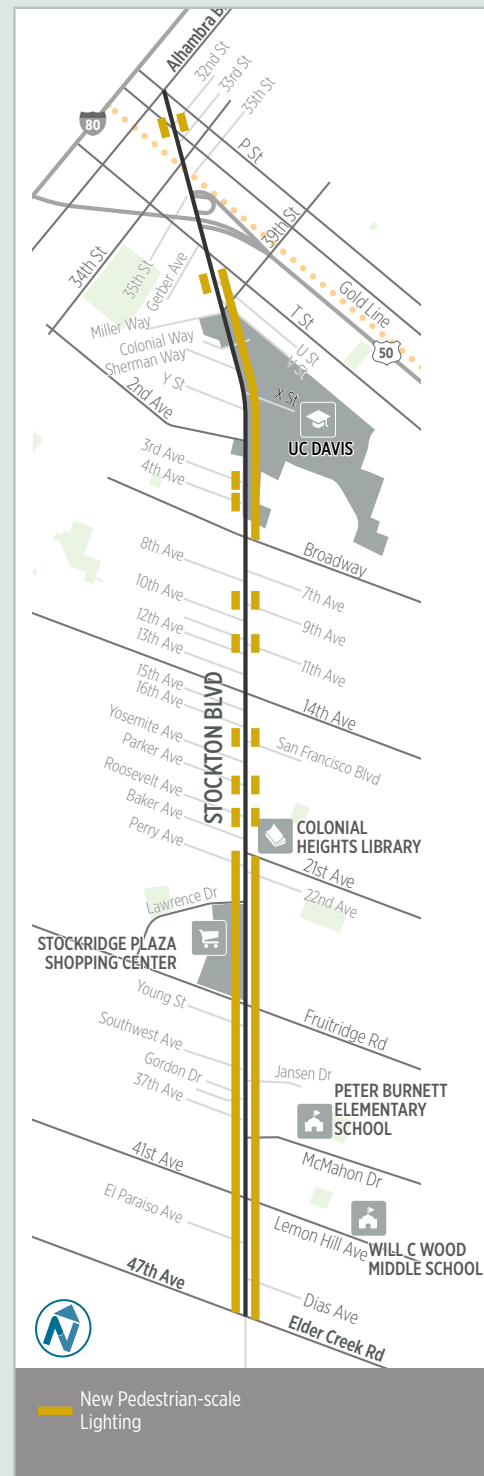 Alhambra B
32nd St
33rd St
35th St
80
P St
39th St
34th St
35th St
Gerber Ave
Gold Line
T St
50
Miller Way
Colonial Way
Sherman Way
U St
V St
Y St
X St
2nd Ave
UC DAVIS
3rd Ave
4th Ave
Broadway
8th Ave
7th Ave
10th Ave
9th Ave
12th Ave
13th Ave
11th Ave
15th Ave
16th Ave
14th Ave
STOCKTON BLVD
Yosemite Ave
San Francisco Blvd
Parker Ave
Roosevelt Ave
Baker Ave
COLONIAL
HEIGHTS LIBRARY
Perry Ave
21st Ave
22nd Ave
Lawrence Dr
STOCKRIDGE PLAZA
SHOPPING CENTER
Young St
Fruitridge Rd
Southwest Ave
Gordon Dr
Jansen Dr
37th Ave
PETER BURNETT
ELEMENTARY
SCHOOL
41st Ave
McMahon Dr
El Paraiso Ave
Lemon Hill Ave
WILL C WOOD
MIDDLE SCHOOL
47th Ave
Dias Ave
Elder Creek Rd
N
New Pedestrian-scale
Lighting